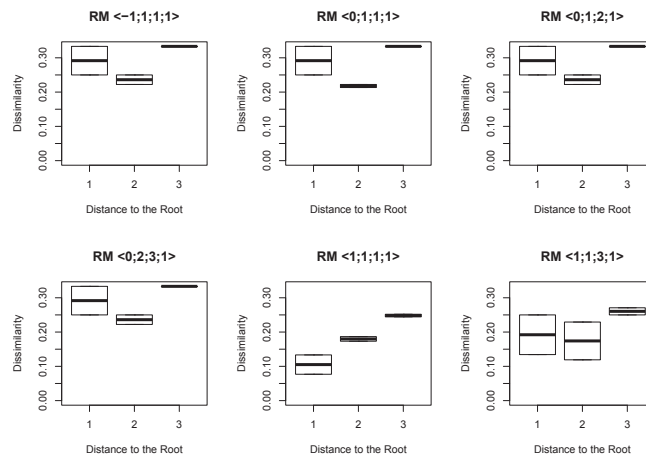 RM <−1;1;1;1>
Dissimilarity
0.00 0.10 0.20 0.30
1 2 3
Distance to the Root
RM <0;1;1;1>
Dissimilarity
0.00 0.10 0.20 0.30
1 2 3
Distance to the Root
RM <0;1;2;1>
Dissimilarity
0.00 0.10 0.20 0.30
1 2 3
Distance to the Root
RM <0;2;3;1>
Dissimilarity
0.00 0.10 0.20 0.30
1 2 3
Distance to the Root
RM <1;1;1;1>
Dissimilarity
0.00 0.10 0.20 0.30
1 2 3
Distance to the Root
RM <1;1;3;1>
Dissimilarity
0.00 0.10 0.20 0.30
1 2 3
Distance to the Root